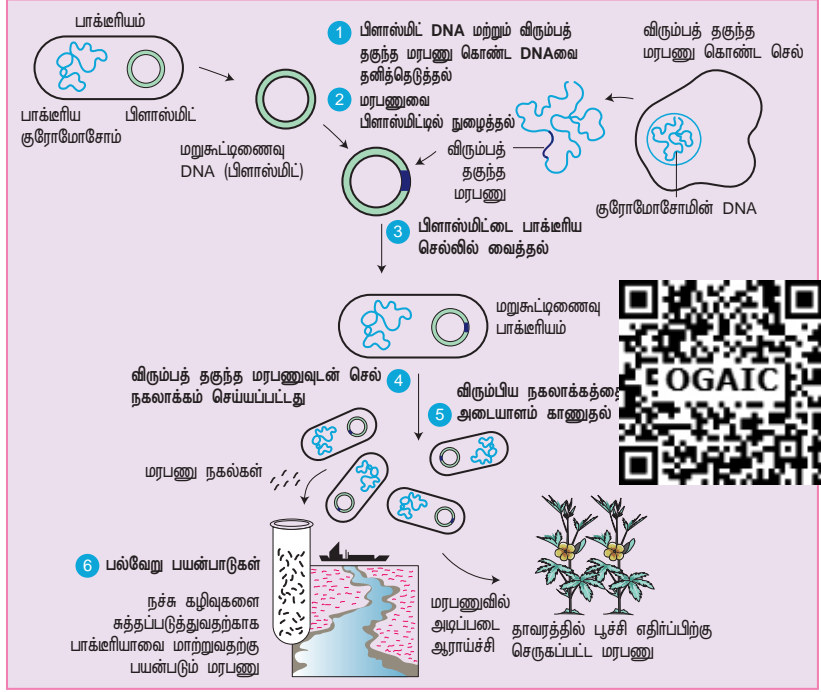 பாக்டீரியம்
பாக்டீரிய
குரோமோசோம்
பிளாஸ்மிட்
மறுகூட்டிணைவு
DNA (பிளாஸ்மிட்)
1 பிளாஸ்மிட் DNA மற்றும் விரும்பத்
தகுந்த மரபணு கொண்ட DNAவை
தனித்தெடுத்தல்
2 மரபணுவை
பிளாஸ்மிட்டில் நுழைத்தல்
விரும்பத்
தகுந்த
மரபணு
விரும்பத் தகுந்த
மரபணு கொண்ட செல்
குரோமோசோமின் DNA
3 பிளாஸ்மிட்டை பாக்டீரிய
செல்லில் வைத்தல்
மறுகூட்டிணைவு
பாக்டீரியம்
விரும்பத் தகுந்த மரபணுவுடன் செல் 4
நகலாக்கம் செய்யப்பட்டது
விரும்பிய
5 அடையாளம் காணுதல்
OGAIC
மரபணு நகல்கள்
6 பல்வேறு பயன்பாடுகள்
நச்சு கழிவுகளை
சுத்தப்படுத்துவதற்காக
பாக்டீரியாவை மாற்றுவதற்கு
பயன்படும் மரபணு
மரபணுவில்
அடிப்படை
ஆராய்ச்சி
தாவரத்தில் பூச்சி எதிர்ப்பிற்கு
செருகப்பட்ட மரபணு